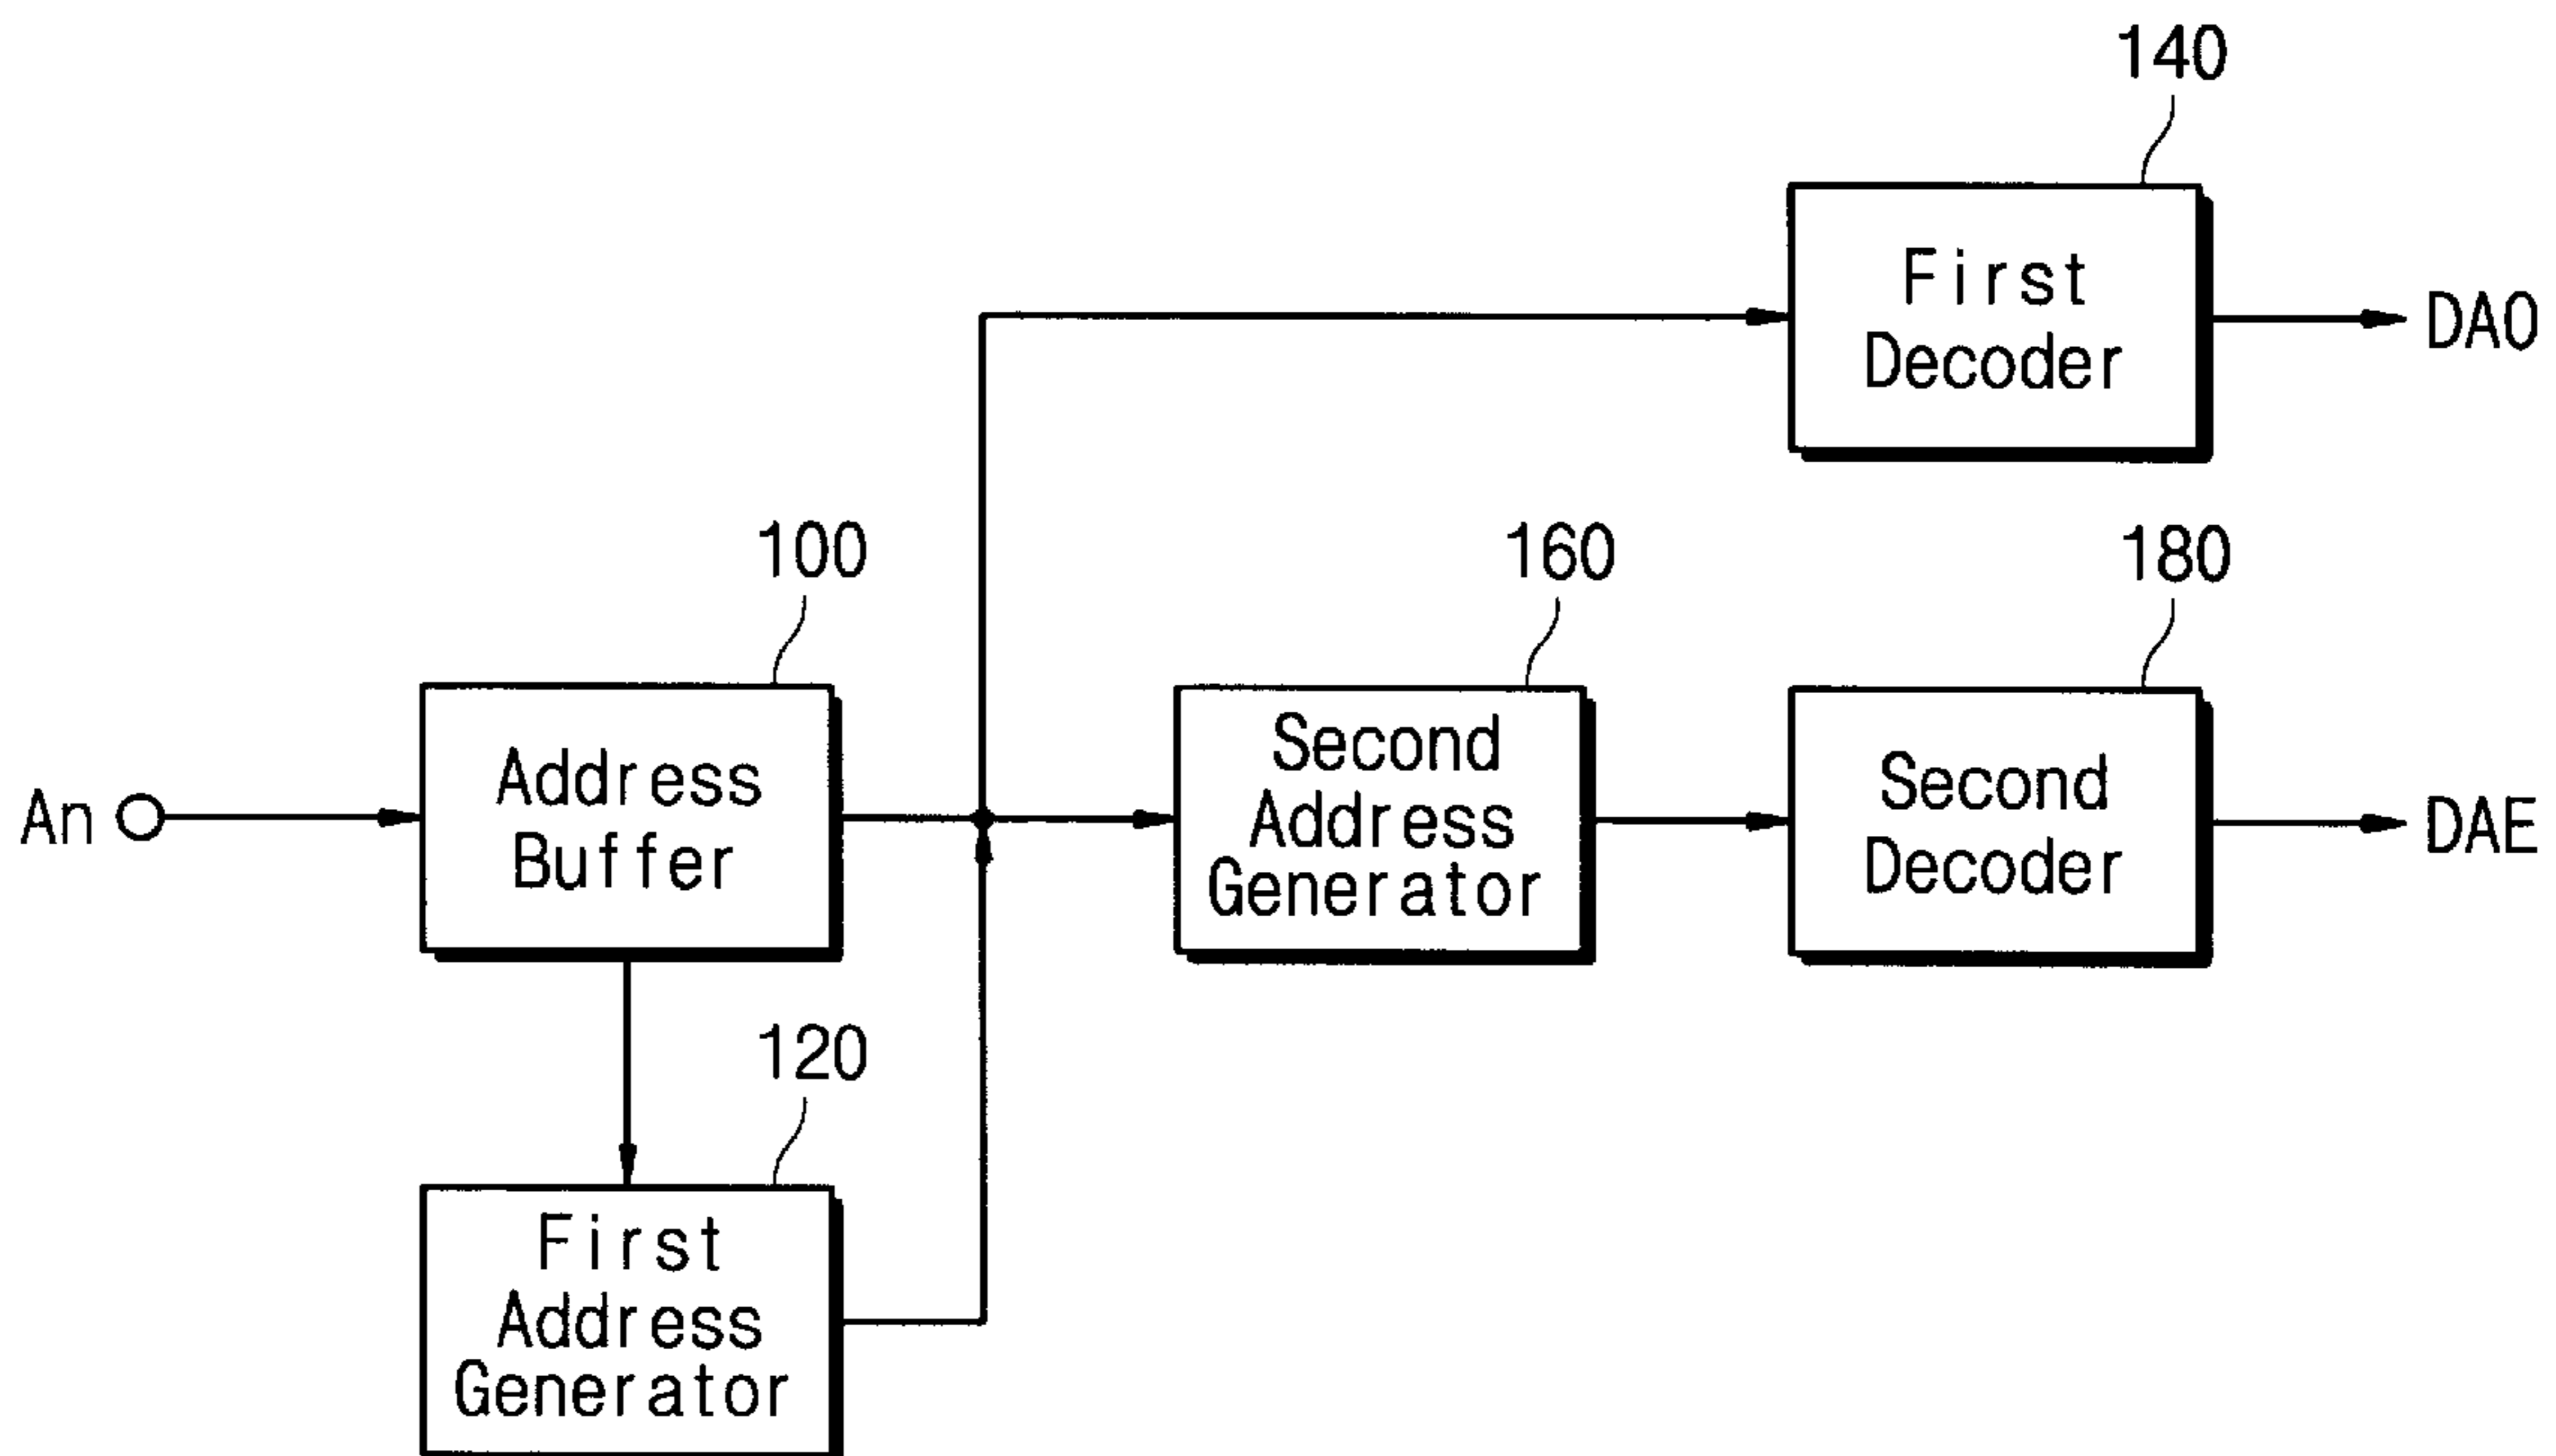 140
First
Decoder
DAO
100
160
180
An
Address
Buffer
Second
Address
Generator
Second
Decoder
DAE
120
First
Address
Generator